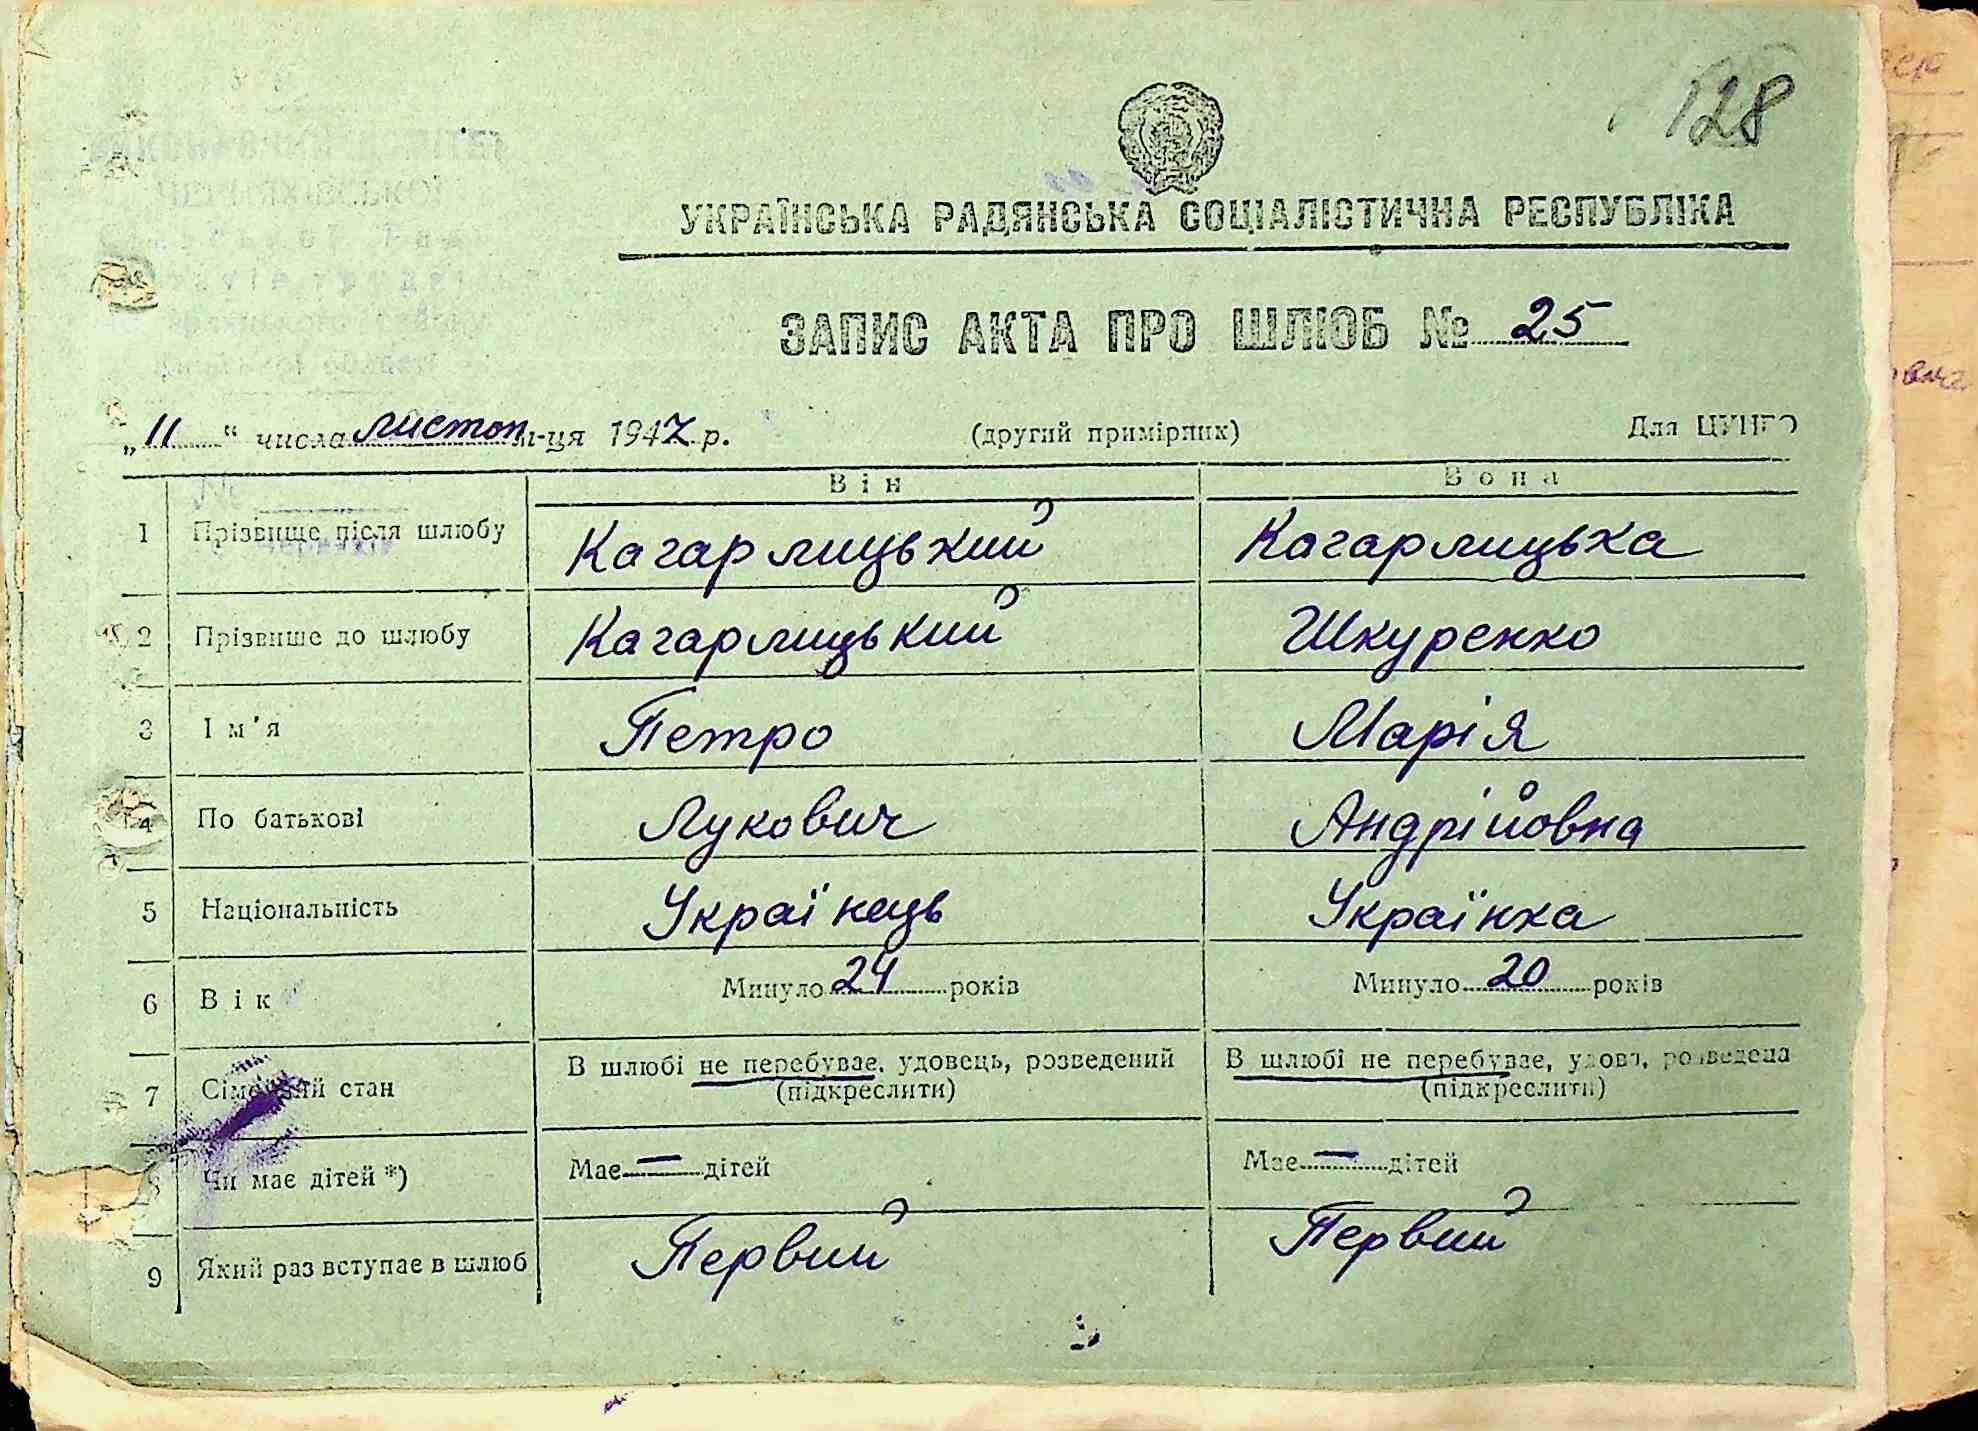 128
УКРАЇНСЬКА РАДЯНСЬКА СОЦІАЛІСТИЧНА РЕСПУБЛІКА
ЗАПИС АКТА ПРО ШЛЮБ № 25
„11“ числа листоп м-ця 1947 р. (другий примірник) Для ЦУНГО
Він Вона
1 Прізвище після шлюбу Кагарлицький Кагарлицька
2 Прізвише до шлюбу Кагарлицький Шкуренко
3 Ім'я Петро Марія
4 По батькові Лукович Андрійовна
5 Національність Українець Українка
6 Вік Минуло 24 років Минуло 20 років
7 Сімейний стан В шлюбі не перебуває, удовець, розведений В шлюбі не перебуває, удова, розведена
(підкреслити) (підкреслити)
8 Чи має дітей *) Має — дітей Має — дітей
9 Який раз вступає в шлюб Первий Первий